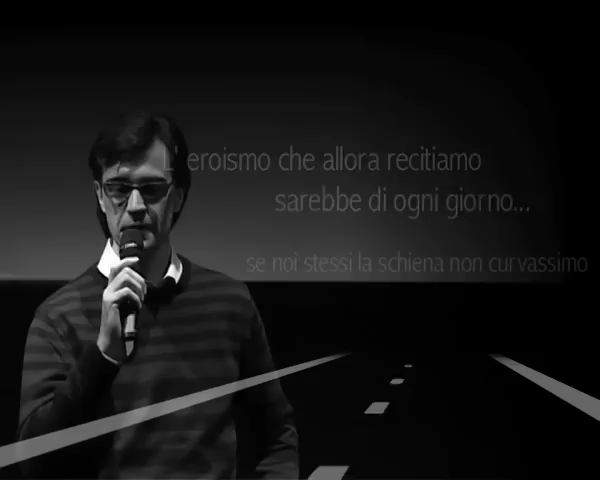 L'eroismo che allora recitiamo
sarebbe di ogni giorno...
se noi stessi la schiena non curvassimo